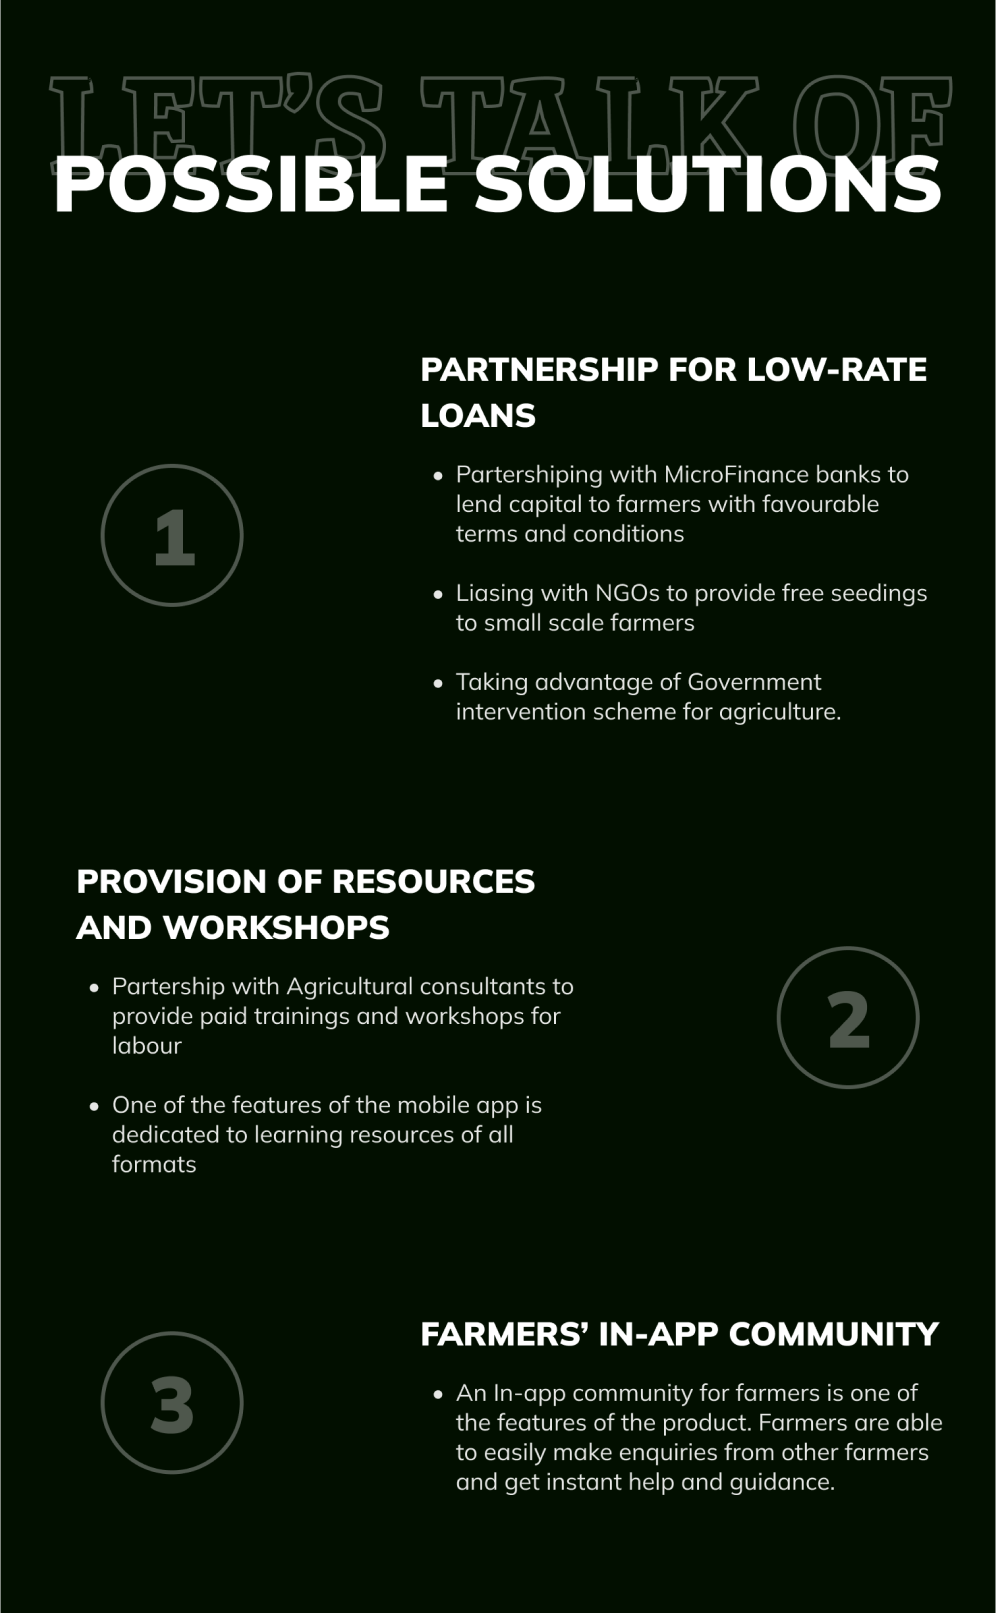 LET’S TALK OF
POSSIBLE SOLUTIONS
1
PARTNERSHIP FOR LOW-RATE
LOANS
• Partershiping with MicroFinance banks to
lend capital to farmers with favourable
terms and conditions
• Liasing with NGOs to provide free seedings
to small scale farmers
• Taking advantage of Government
intervention scheme for agriculture.
PROVISION OF RESOURCES
AND WORKSHOPS
• Partership with Agricultural consultants to
provide paid trainings and workshops for
labour
• One of the features of the mobile app is
dedicated to learning resources of all
formats
2
3
FARMERS’ IN-APP COMMUNITY
• An In-app community for farmers is one of
the features of the product. Farmers are able
to easily make enquiries from other farmers
and get instant help and guidance.